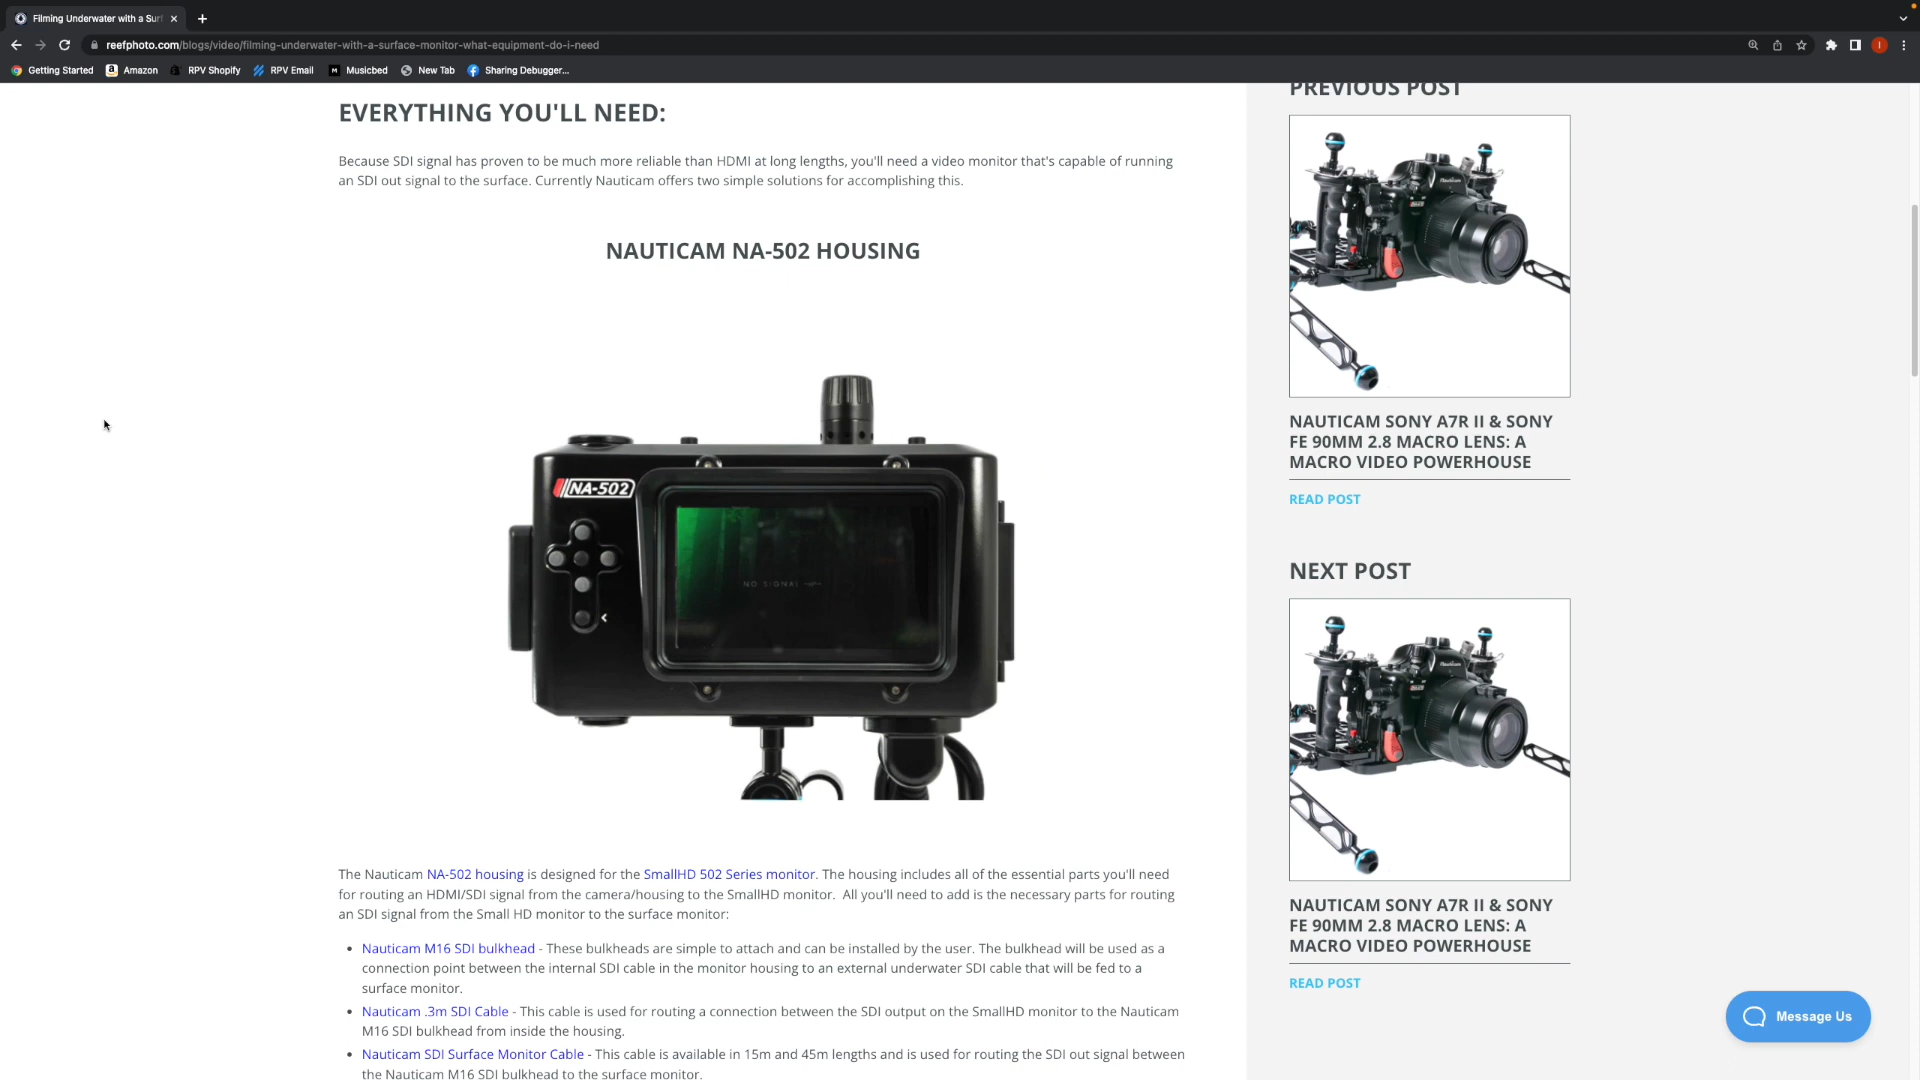 Filming Underwater with a Surf
reefphoto.com/blogs/video/filming-underwater-with-a-surface-monitor-what-equipment-do-i-need
Getting Started Amazon RPV Shopify RPV Email Musicbed New Tab Sharing Debugger...
EVERYTHING YOU'LL NEED:
Because SDI signal has proven to be much more reliable than HDMI at long lengths, you'll need a video monitor that's capable of running
an SDI out signal to the surface. Currently Nauticam offers two simple solutions for accomplishing this.
NAUTICAM NA-502 HOUSING
NA-502
NO SIGNAL
The Nauticam NA-502 housing is designed for the SmallHD 502 Series monitor. The housing includes all of the essential parts you'll need
for routing an HDMI/SDI signal from the camera/housing to the SmallHD monitor. All you'll need to add is the necessary parts for routing
an SDI signal from the Small HD monitor to the surface monitor:
• Nauticam M16 SDI bulkhead - These bulkheads are simple to attach and can be installed by the user. The bulkhead will be used as a
connection point between the internal SDI cable in the monitor housing to an external underwater SDI cable that will be fed to a
surface monitor.
• Nauticam .3m SDI Cable - This cable is used for routing a connection between the SDI output on the SmallHD monitor to the Nauticam
M16 SDI bulkhead from inside the housing.
• Nauticam SDI Surface Monitor Cable - This cable is available in 15m and 45m lengths and is used for routing the SDI out signal between
the Nauticam M16 SDI bulkhead to the surface monitor.
PREVIOUS POST
NAUTICAM SONY A7R II & SONY
FE 90MM 2.8 MACRO LENS: A
MACRO VIDEO POWERHOUSE
READ POST
NEXT POST
NAUTICAM SONY A7R II & SONY
FE 90MM 2.8 MACRO LENS: A
MACRO VIDEO POWERHOUSE
READ POST
Message Us